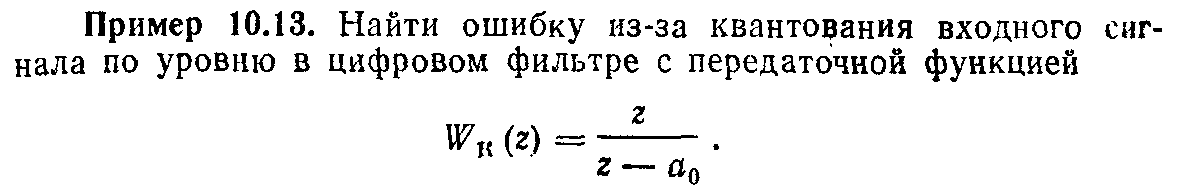 Пример 10.13. Найти ошибку из-за квантования входного сиг-
нала по уровню в цифровом фильтре с передаточной функцией
W_к (z) = z / (z — a_0) .